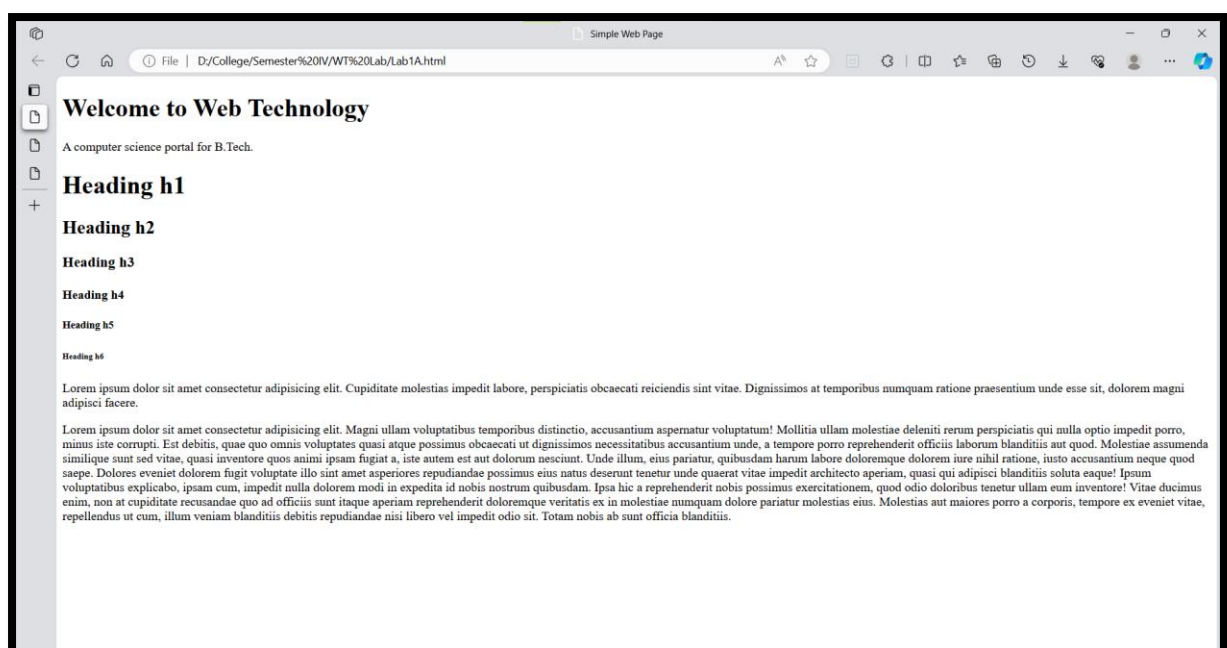 Simple Web Page
File | D:/College/Semester%20IV/WT%20Lab/Lab1A.html
Welcome to Web Technology
A computer science portal for B.Tech.
Heading h1
Heading h2
Heading h3
Heading h4
Heading h5
Heading h6
Lorem ipsum dolor sit amet consectetur adipisicing elit. Cupiditate molestias impedit labore, perspiciatis obcaecati reiciendis sint vitae. Dignissimos at temporibus numquam ratione praesentium unde esse sit, dolorem magni
adipisci facere.
Lorem ipsum dolor sit amet consectetur adipisicing elit. Magni ullam voluptatibus temporibus distinctio, accusantium aspernatur voluptatum! Mollitia ullam molestiae deleniti rerum perspiciatis qui nulla optio impedit porro,
minus iste corrupti. Est debitis, quae quo omnis voluptates quasi atque possimus obcaecati ut dignissimos necessitatibus accusantium unde, a tempore porro reprehenderit officiis laborum blanditiis aut quod. Molestiae assumenda
similique sunt sed vitae, quasi inventore quos animi ipsam fugiat a, iste autem est aut dolorum nesciunt. Unde illum, eius pariatur, quibusdam harum labore doloremque dolorem iure nihil ratione, iusto accusantium neque quod
saepe. Dolores eveniet dolorem fugit voluptate illo sint amet asperiores repudiandae possimus eius natus deserunt tenetur unde quaerat vitae impedit architecto aperiam, quasi qui adipisci blanditiis soluta eaque! Ipsum
voluptatibus explicabo, ipsam cum, impedit nulla dolorem modi in expedita id nobis nostrum quibusdam. Ipsa hic a reprehenderit nobis possimus exercitationem, quod odio doloribus tenetur ullam eum inventore! Vitae ducimus
enim, non at cupiditate recusandae quo ad officiis sunt itaque aperiam reprehenderit doloremque veritatis ex in molestiae numquam dolore pariatur molestias eius. Molestias aut maiores porro a corporis, tempore ex eveniet vitae,
repellendus ut cum, illum veniam blanditiis debitis repudiandae nisi libero vel impedit odio sit. Totam nobis ab sunt officia blanditiis.